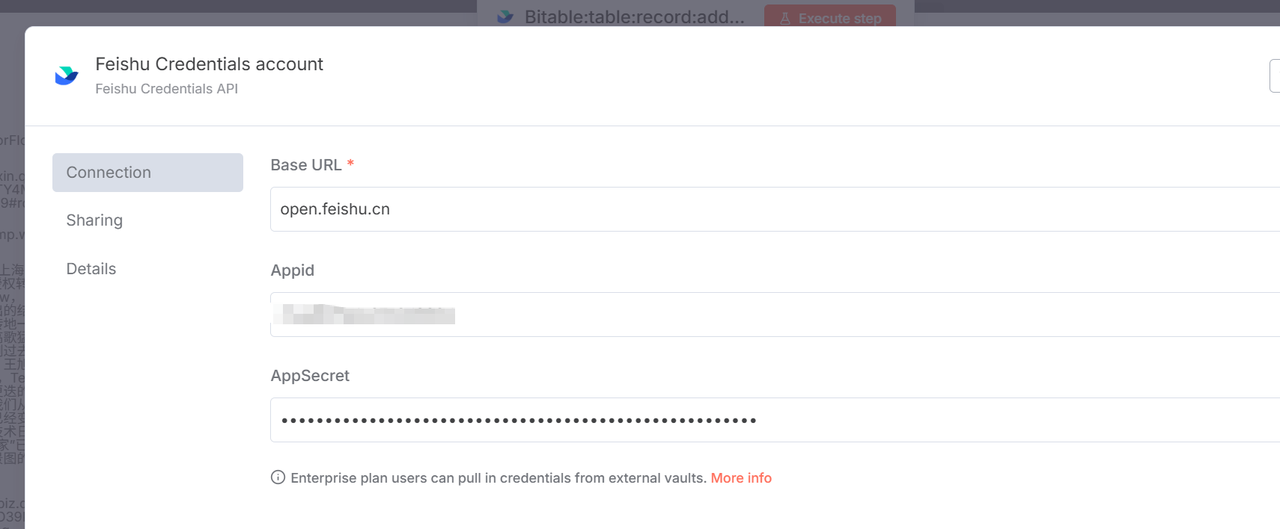 Bitable:table:record:add...
Execute step
Feishu Credentials account
Feishu Credentials API
Connection
Sharing
Details
Base URL *
open.feishu.cn
Appid
AppSecret
Enterprise plan users can pull in credentials from external vaults. More info